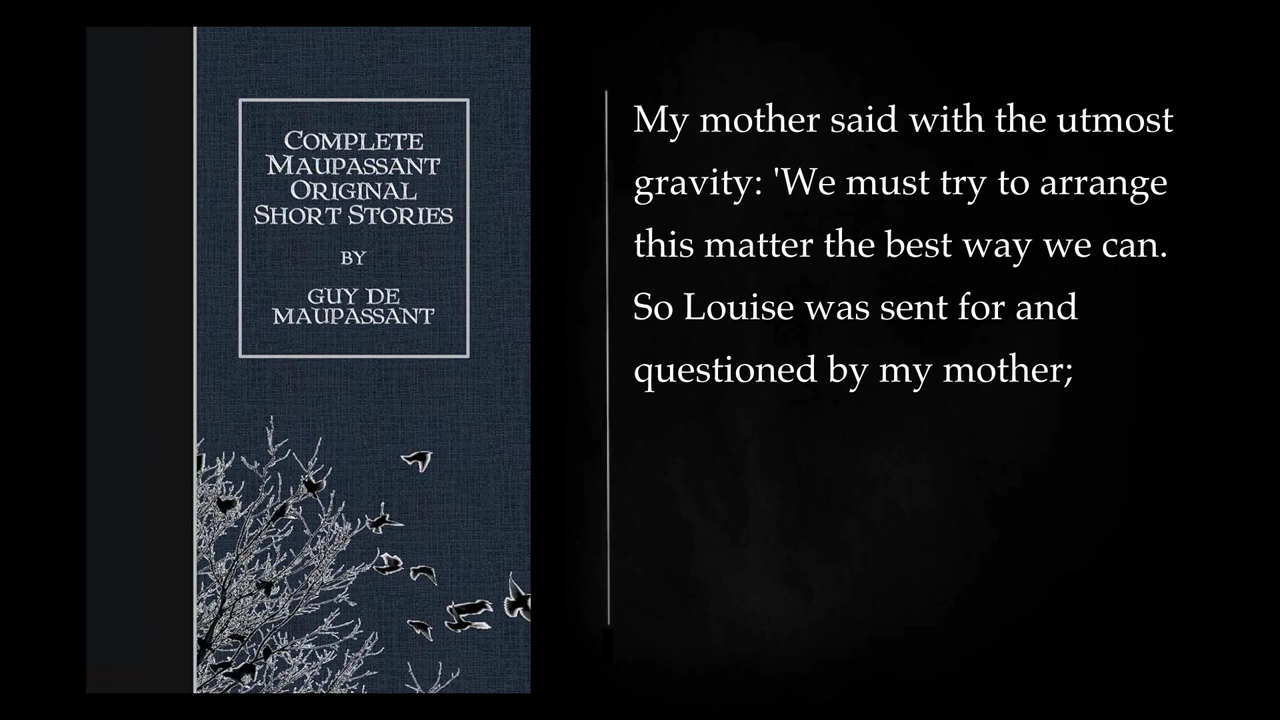 COMPLETE
MAUPASSANT
ORIGINAL
SHORT STORIES
BY
GUY DE
MAUPASSANT
My mother said with the utmost
gravity: 'We must try to arrange
this matter the best way we can.
So Louise was sent for and
questioned by my mother;